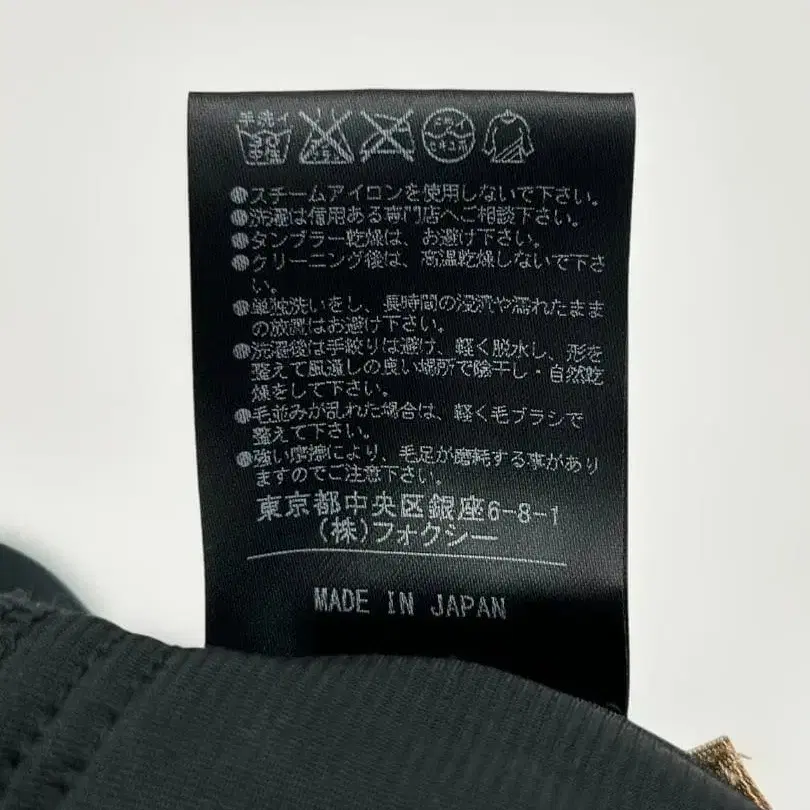 手洗イ
●スチームアイロンを使用しないで下さい。
●洗濯は信用ある専門店へご相談下さい。
●タンブラー乾燥は、お避け下さい。
●クリーニング後は、高温乾燥しないで下さ
い。
●単独洗いをし、長時間の浸漬や濡れたまま
の放置はお避け下さい。
●洗濯後は手絞りは避け、軽く脱水し、形を
整えて風通しの良い場所で陰干し・自然乾
燥をして下さい。
●毛並みが乱れた場合は、軽く毛ブラシで
整えて下さい。
●強い摩擦により、毛足が磨耗する事があり
ますのでご注意下さい。
東京都中央区銀座6-8-1
(株)フォクシー
MADE IN JAPAN